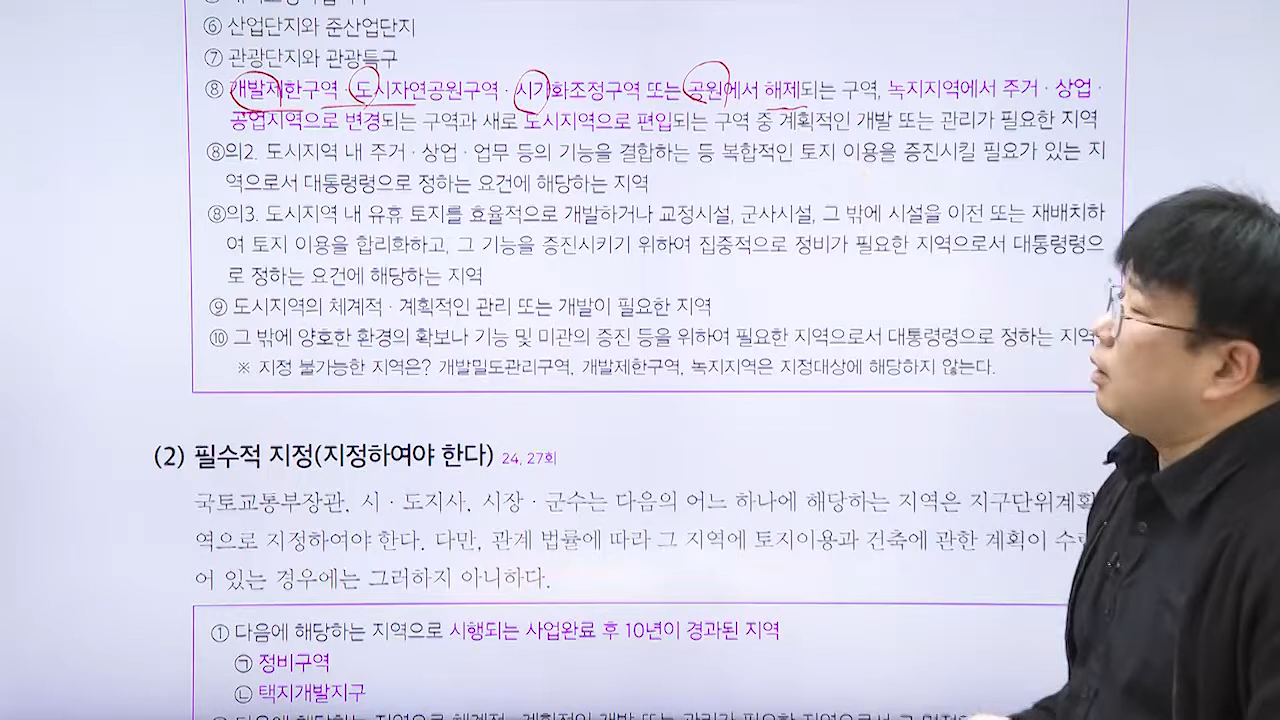 ⑥ 산업단지와 준산업단지
⑦ 관광단지와 관광특구
⑧ 개발제한구역 · 도시자연공원구역 · 시가화조정구역 또는 공원에서 해제되는 구역, 녹지지역에서 주거 · 상업 ·
공업지역으로 변경되는 구역과 새로 도시지역으로 편입되는 구역 중 계획적인 개발 또는 관리가 필요한 지역
⑧의2. 도시지역 내 주거 · 상업 · 업무 등의 기능을 결합하는 등 복합적인 토지 이용을 증진시킬 필요가 있는 지
역으로서 대통령령으로 정하는 요건에 해당하는 지역
⑧의3. 도시지역 내 유휴 토지를 효율적으로 개발하거나 교정시설, 군사시설, 그 밖에 시설을 이전 또는 재배치하
여 토지 이용을 합리화하고, 그 기능을 증진시키기 위하여 집중적으로 정비가 필요한 지역으로서 대통령령으
로 정하는 요건에 해당하는 지역
⑨ 도시지역의 체계적 · 계획적인 관리 또는 개발이 필요한 지역
⑩ 그 밖에 양호한 환경의 확보나 기능 및 미관의 증진 등을 위하여 필요한 지역으로서 대통령령으로 정하는 지역
※ 지정 불가능한 지역은? 개발밀도관리구역, 개발제한구역, 녹지지역은 지정대상에 해당하지 않는다.
(2) 필수적 지정(지정하여야 한다) 24, 27회
국토교통부장관, 시 · 도지사, 시장 · 군수는 다음의 어느 하나에 해당하는 지역은 지구단위계획
역으로 지정하여야 한다. 다만, 관계 법률에 따라 그 지역에 토지이용과 건축에 관한 계획이
어 있는 경우에는 그러하지 아니하다.
① 다음에 해당하는 지역으로 시행되는 사업완료 후 10년이 경과된 지역
㉠ 정비구역
㉡ 택지개발지구